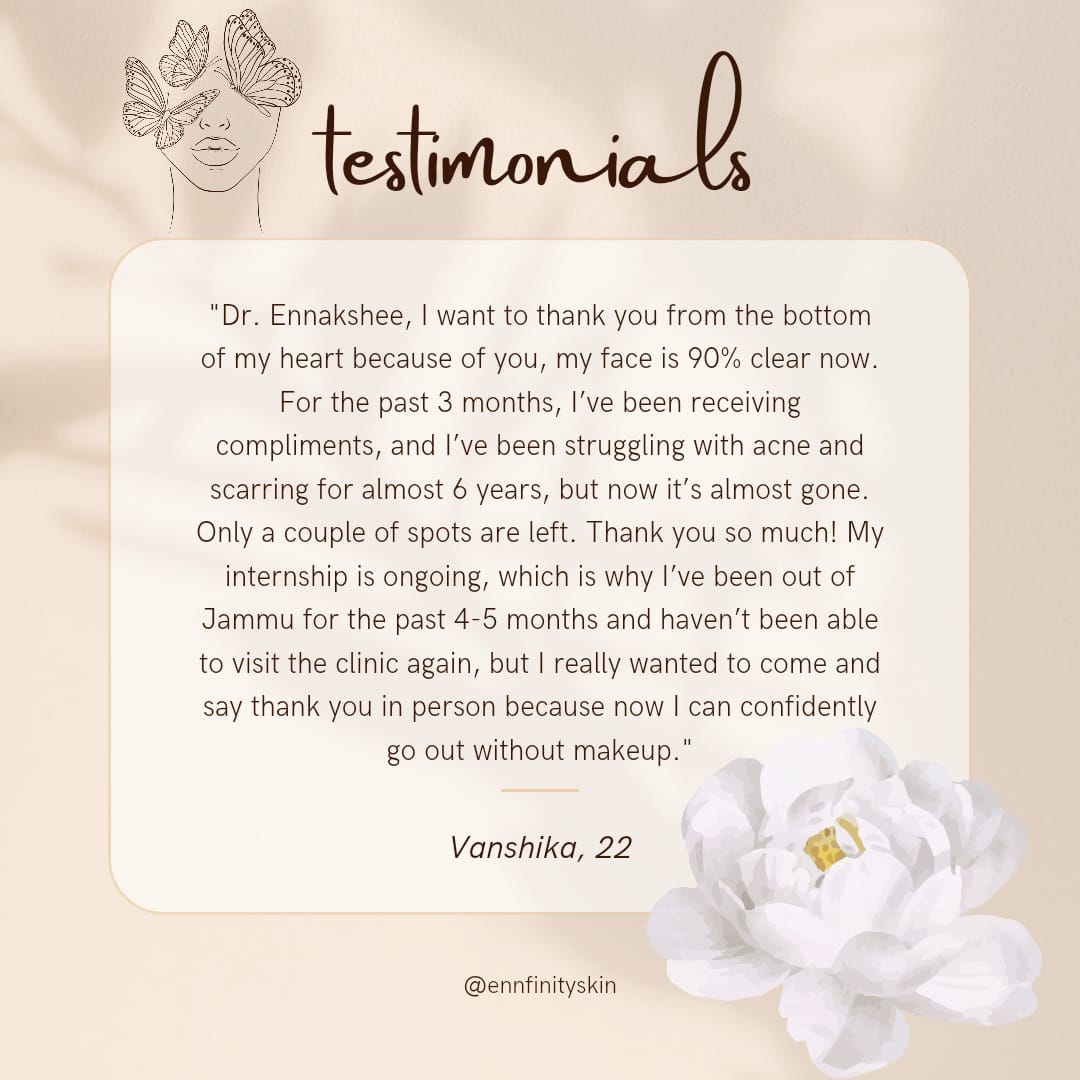 testimonials
"Dr. Ennakshee, I want to thank you from the bottom
of my heart because of you, my face is 90% clear now.
For the past 3 months, I’ve been receiving
compliments, and I’ve been struggling with acne and
scarring for almost 6 years, but now it’s almost gone.
Only a couple of spots are left. Thank you so much! My
internship is ongoing, which is why I’ve been out of
Jammu for the past 4-5 months and haven’t been able
to visit the clinic again, but I really wanted to come and
say thank you in person because now I can confidently
go out without makeup."
Vanshika, 22
@ennfinityskin